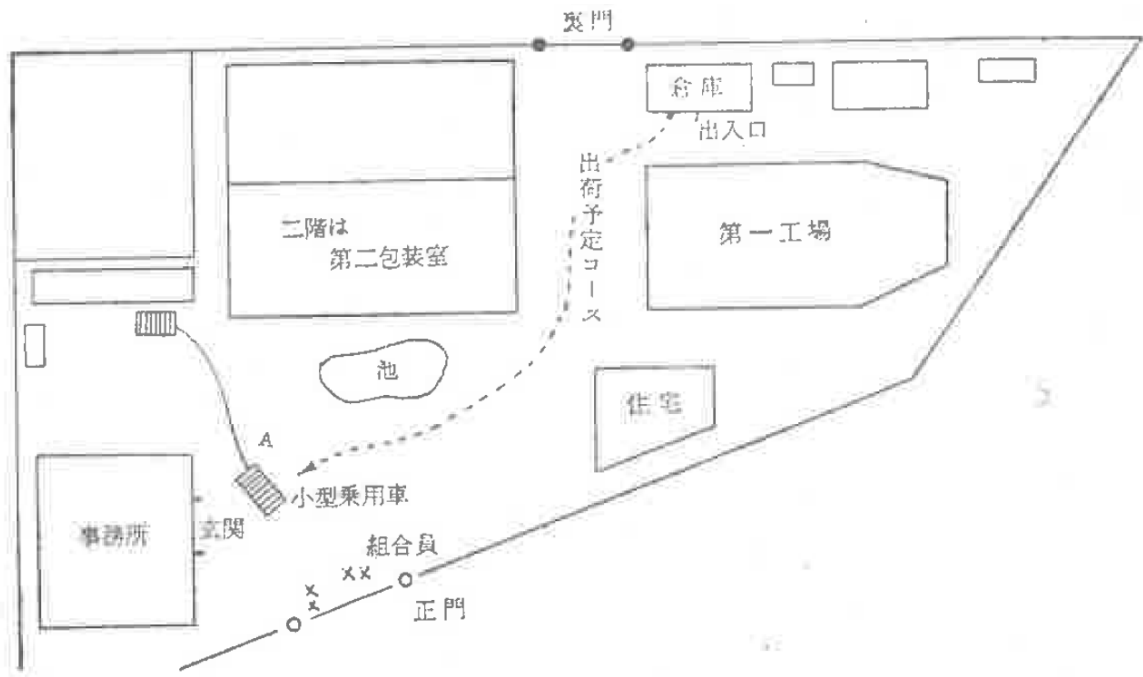 裏門
倉庫
出入口
出荷予定コース
二階は
第二包装室
第一工場
池
住宅
A
小型乗用車
事務所
玄関
組合員
正門